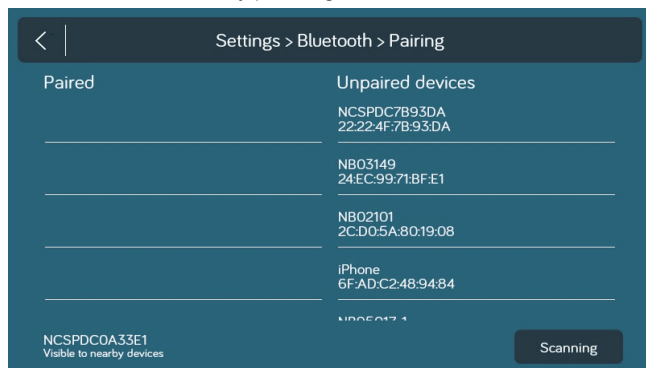 Settings > Bluetooth > Pairing
Paired
Unpaired devices
NCSPDC7B93DA
22:22:4F:7B:93:DA
NB03149
24:EC:99:71:BF:E1
NB02101
2C:D0:5A:80:19:08
iPhone
6F:AD:C2:48:94:84
NCSPDC0A33E1
Visible to nearby devices
Scanning